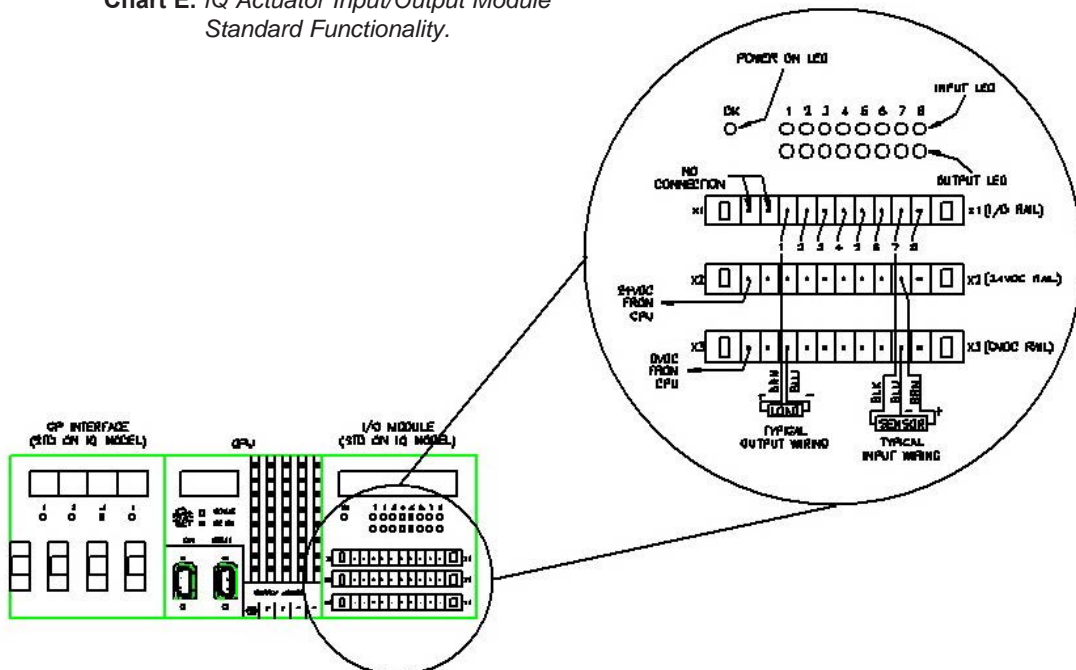 Chart E: IQ Actuator Input/Output Module
Standard Functionality.
POWER ON LED
INPUT LED
OK 1 2 3 4 5 6 7 8
OUTPUT LED
NO
CONNECTION
X1
X1 (I/O RAIL)
1 2 3 4 5 6 7 8
X2
X2 (24VDC RAIL)
24VDC
FROM
CPU
X3
X3 (0VDC RAIL)
0VDC
FROM
CPU
BRN
BLU
BLK
BLU
BRN
- +
LOAD
- +
SENSOR
TYPICAL
OUTPUT WIRING
TYPICAL
INPUT WIRING
(STD ON IQ MODEL)
INTERFACE
CPU
I/O MODULE
(STD ON IQ MODEL)